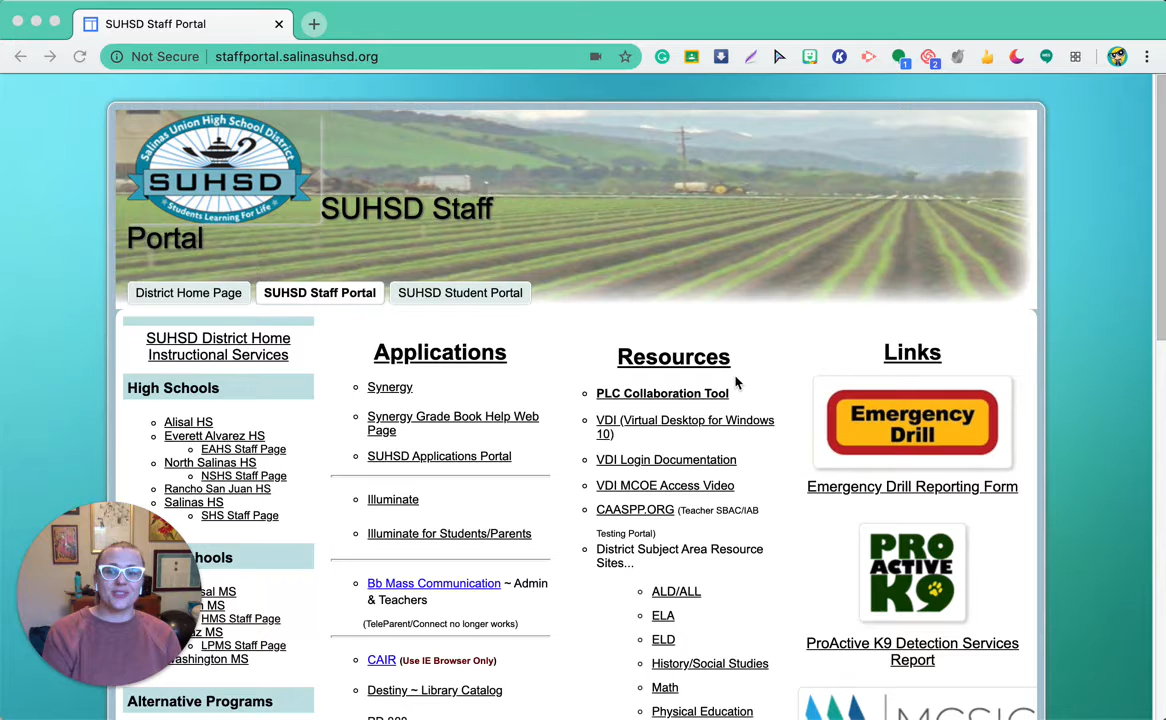 SUHSD Staff Portal
Not Secure
staffportal.salinasuhsd.org
1
2
Salinas Union High School District
SUHSD
Students Learning For Life
SUHSD Staff
Portal
District Home Page
SUHSD Staff Portal
SUHSD Student Portal
SUHSD District Home
Instructional Services
High Schools
Alisal HS
Everett Alvarez HS
EAHS Staff Page
North Salinas HS
NSHS Staff Page
Rancho San Juan HS
Salinas HS
SHS Staff Page
hools
sal MS
MS
HMS Staff Page
MS
LPMS Staff Page
ashington MS
Alternative Programs
Applications
Synergy
Synergy Grade Book Help Web
Page
SUHSD Applications Portal
Illuminate
Illuminate for Students/Parents
Bb Mass Communication ~ Admin
& Teachers
(TeleParent/Connect no longer works)
CAIR (Use IE Browser Only)
Destiny ~ Library Catalog
Resources
PLC Collaboration Tool
VDI (Virtual Desktop for Windows
10)
VDI Login Documentation
VDI MCOE Access Video
CAASPP.ORG (Teacher SBAC/IAB
Testing Portal)
District Subject Area Resource
Sites...
ALD/ALL
ELA
ELD
History/Social Studies
Math
Physical Education
Links
Emergency
Drill
Emergency Drill Reporting Form
PRO
ACTIVE
K9
ProActive K9 Detection Services
Report
MCSIG